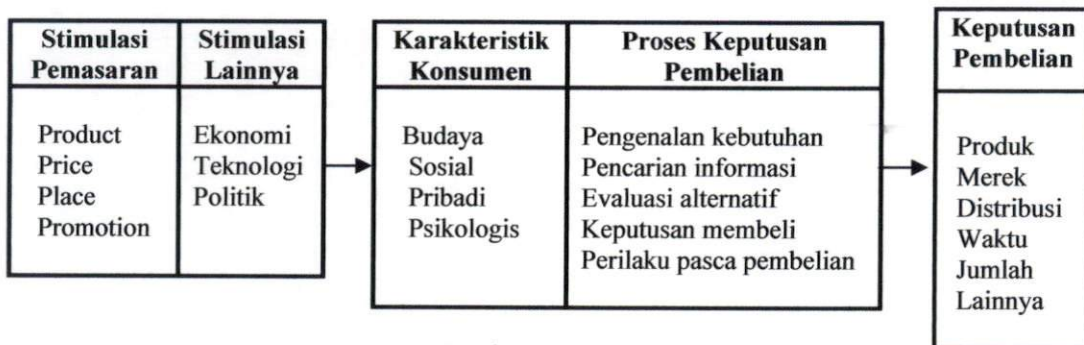 Stimulasi
Pemasaran
Product
Price
Place
Promotion
Stimulasi
Lainnya
Ekonomi
Teknologi
Politik
Karakteristik
Konsumen
Budaya
Sosial
Pribadi
Psikologis
Proses Keputusan
Pembelian
Pengenalan kebutuhan
Pencarian informasi
Evaluasi alternatif
Keputusan membeli
Perilaku pasca pembelian
Keputusan
Pembelian
Produk
Merek
Distribusi
Waktu
Jumlah
Lainnya